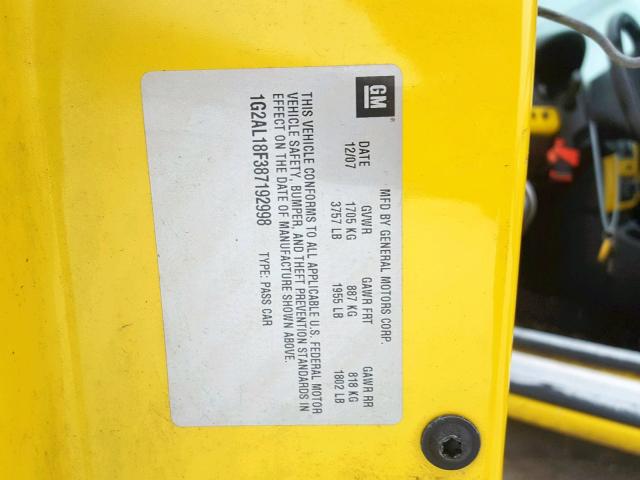 GM®
MFD BY GENERAL MOTORS CORP.
DATE GVWR GAWR FRT GAWR RR
12/07 1705 KG 887 KG 818 KG
3757 LB 1955 LB 1802 LB
THIS VEHICLE CONFORMS TO ALL APPLICABLE U.S. FEDERAL MOTOR
VEHICLE SAFETY, BUMPER, AND THEFT PREVENTION STANDARDS IN
EFFECT ON THE DATE OF MANUFACTURE SHOWN ABOVE.
1G2AL18F387192998 TYPE: PASS CAR